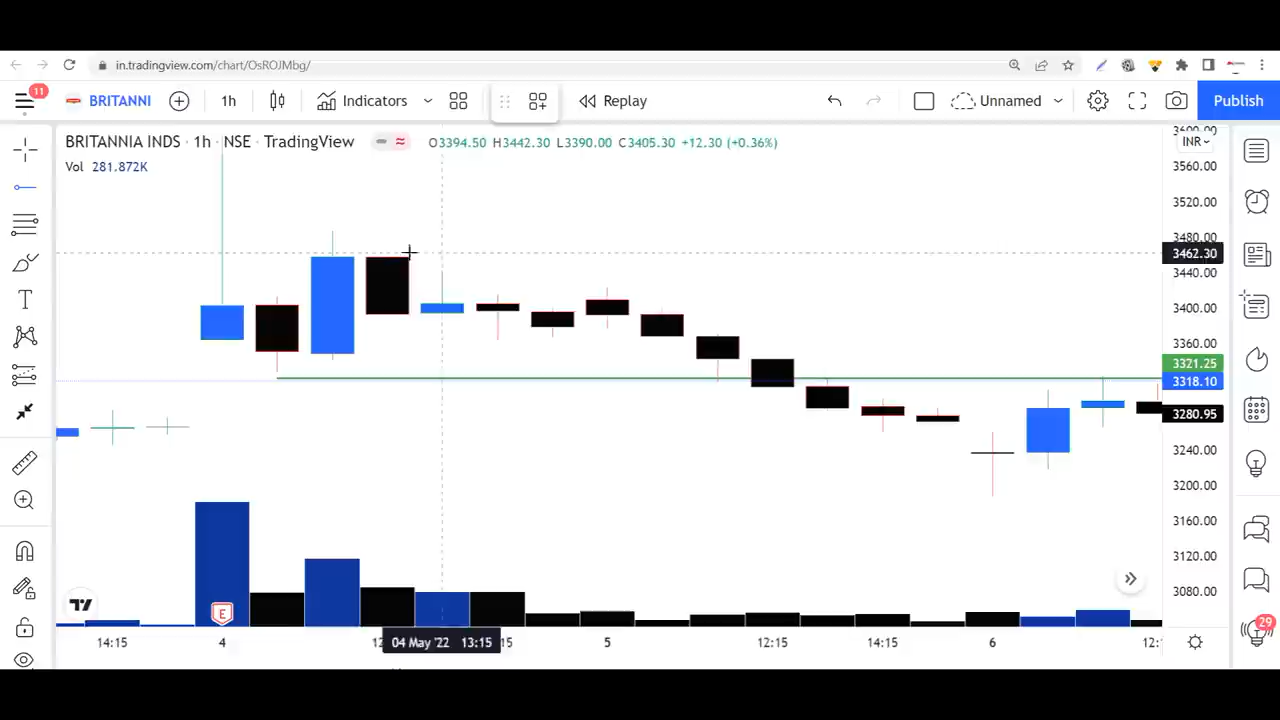 in.tradingview.com/chart/OsROJMbg/
11
BRITANNI
1h
Indicators
Replay
Unnamed
Publish
BRITANNIA INDS · 1h · NSE · TradingView
O3394.50 H3442.30 L3390.00 C3405.30 +12.30 (+0.36%)
Vol 281.872K
3600.00
INR
3560.00
3520.00
3480.00
3462.30
3440.00
3400.00
3360.00
3321.25
3318.10
3280.95
3240.00
3200.00
3160.00
3120.00
3080.00
E
14:15
4
04 May '22 13:15
5
12:15
14:15
6
29